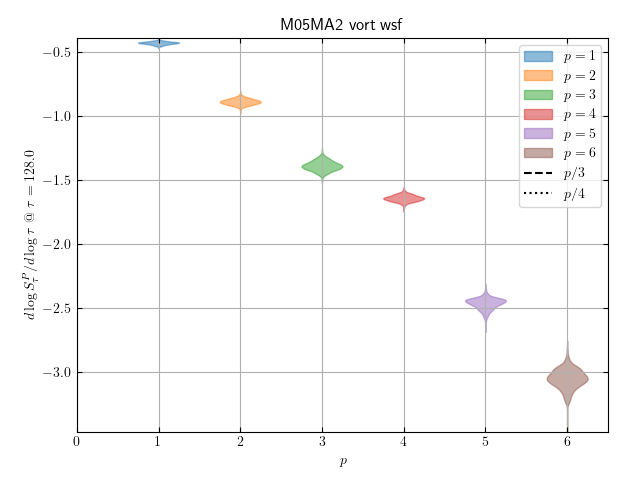 M05MA2 vort wsf
−0.5
−1.0
−1.5
−2.0
−2.5
−3.0
d log S_τ^P / d log τ @ τ = 128.0
0 1 2 3 4 5 6
p
p = 1
p = 2
p = 3
p = 4
p = 5
p = 6
p/3
p/4